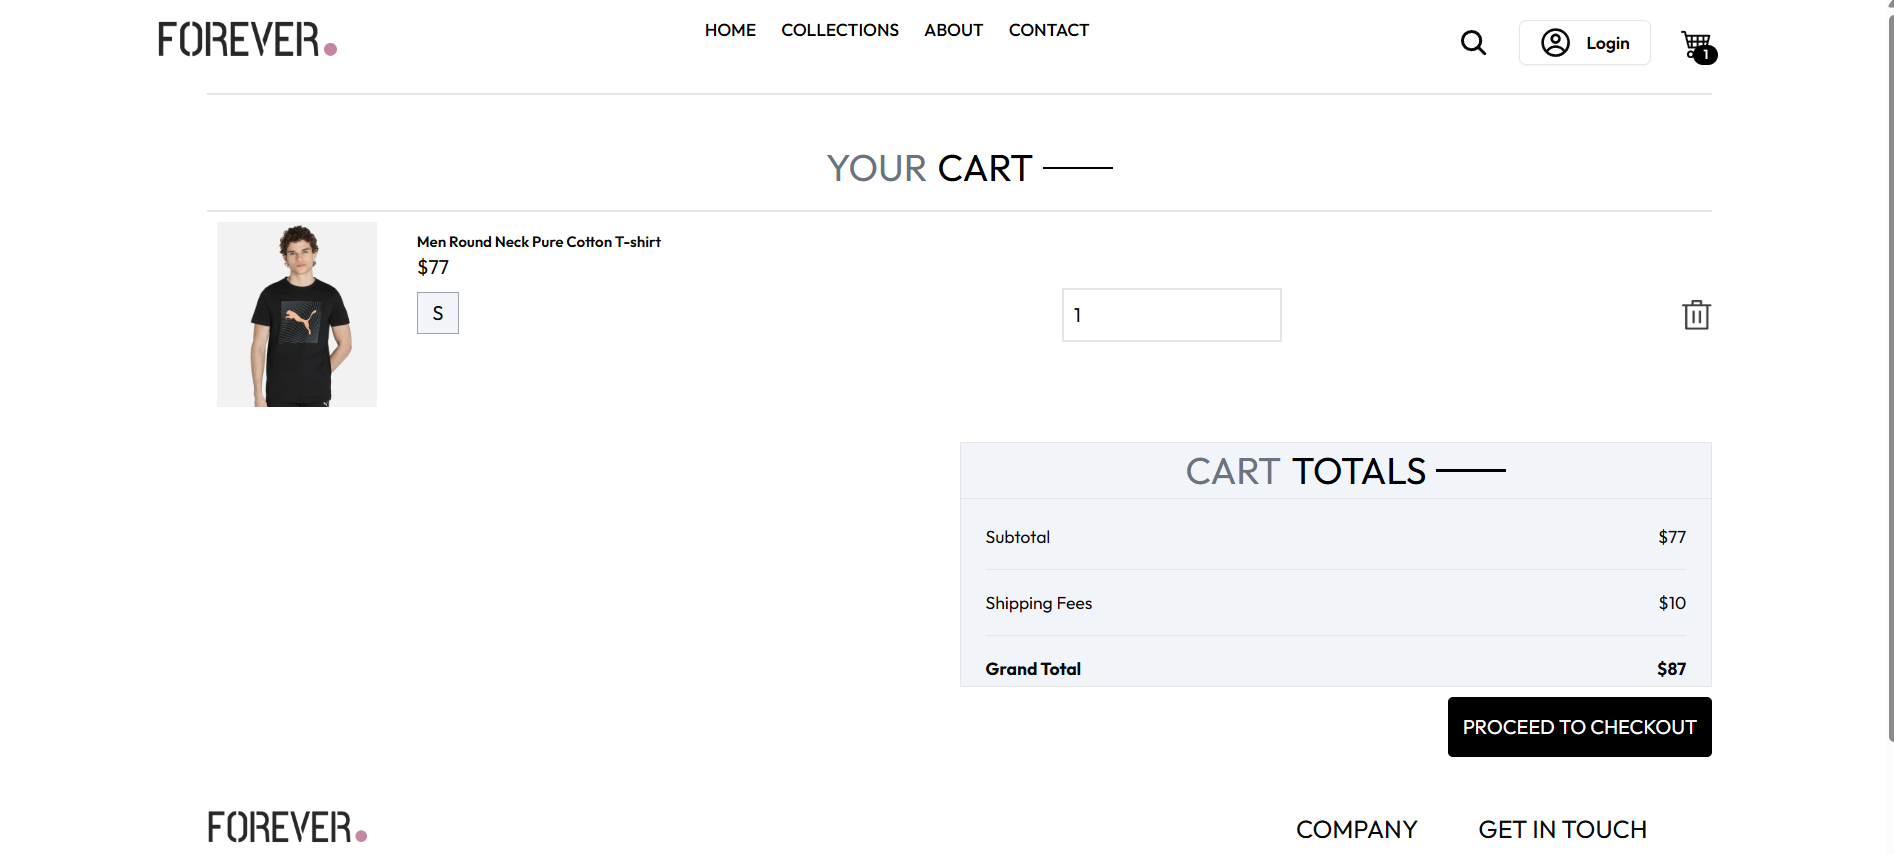 FOREVER.
HOME COLLECTIONS ABOUT CONTACT
Login
1
YOUR CART
Men Round Neck Pure Cotton T-shirt
$77
S
1
CART TOTALS
Subtotal $77
Shipping Fees $10
Grand Total $87
PROCEED TO CHECKOUT
FOREVER.
COMPANY GET IN TOUCH